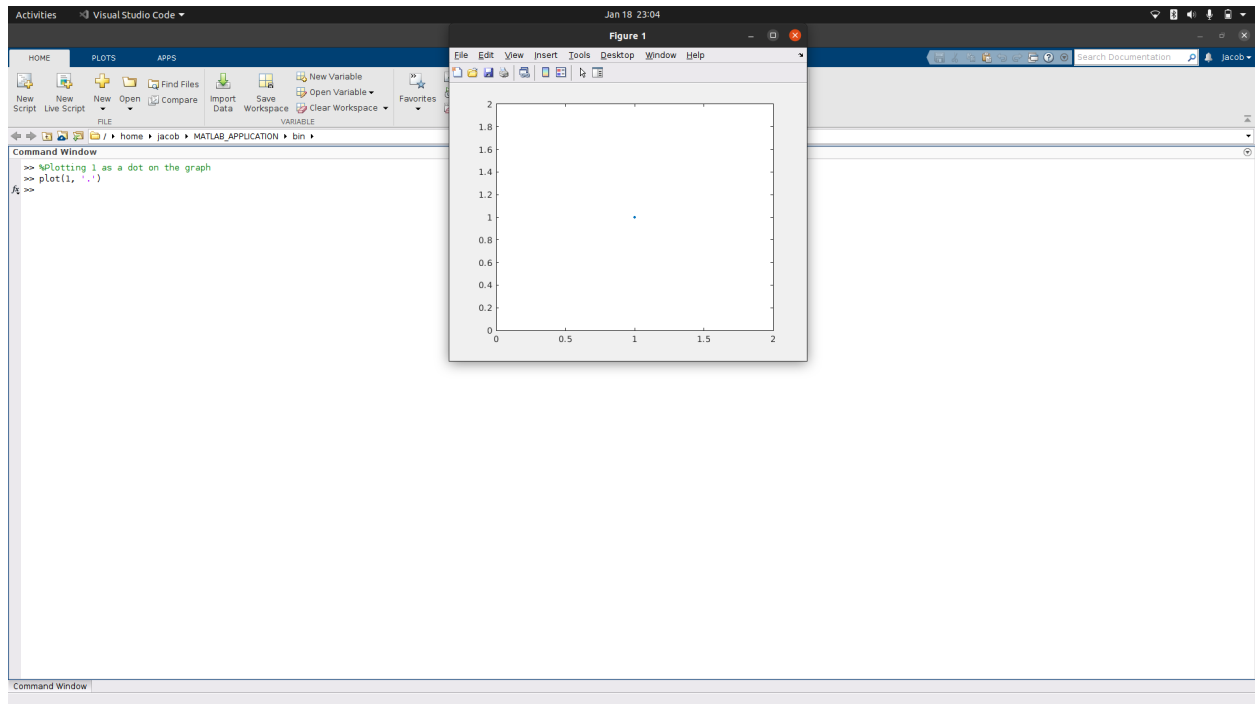 Activities Visual Studio Code Jan 18 23:04
Figure 1
HOME PLOTS APPS
File Edit View Insert Tools Desktop Window Help
Search Documentation Jacob
New Script
New Live Script
New
Open
Find Files
Compare
Import Data
Save Workspace
New Variable
Open Variable
Clear Workspace
Favorites
FILE VARIABLE
/ home jacob MATLAB_APPLICATION bin
Command Window
>> %Plotting 1 as a dot on the graph
>> plot(1, '.')
fx >>
2
1.8
1.6
1.4
1.2
1
0.8
0.6
0.4
0.2
0
0 0.5 1 1.5 2
Command Window